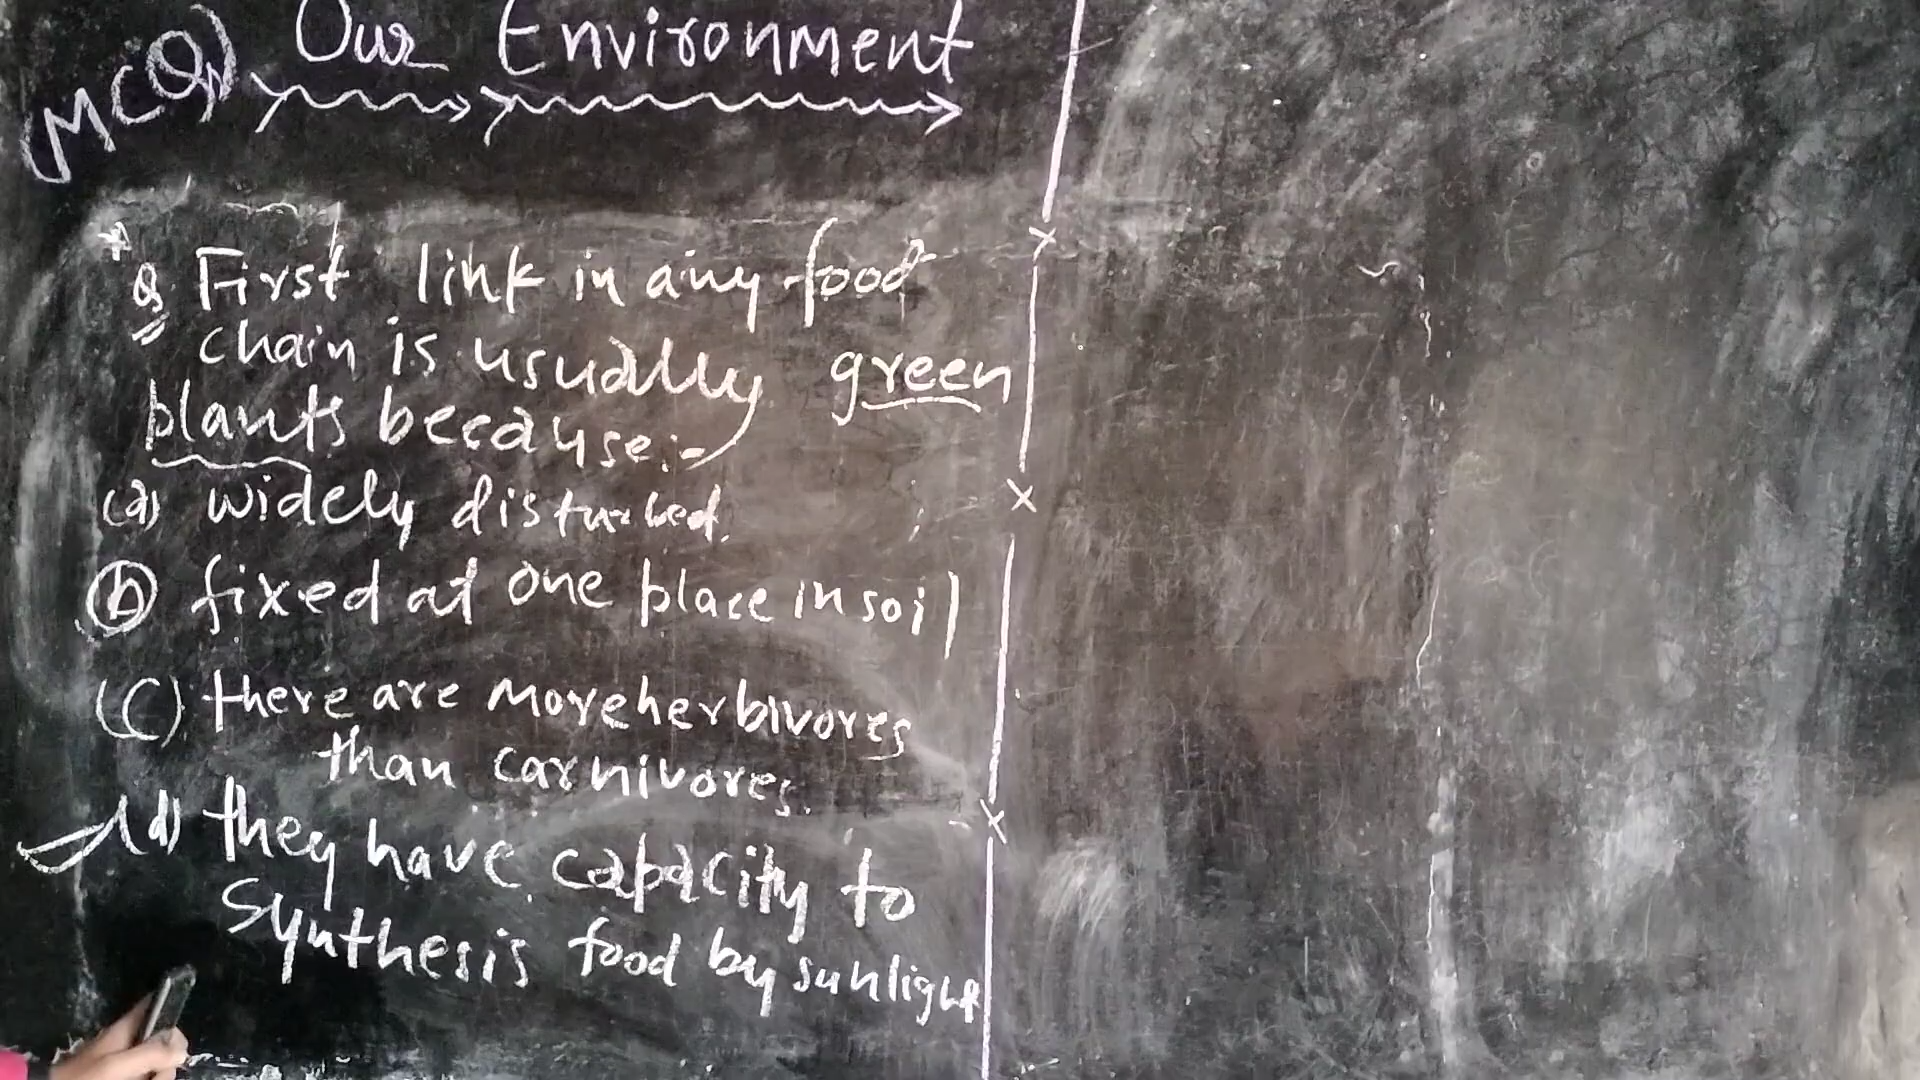 (MCQs) Our Environment
* Q First link in any food
chain is usually green
plants because:-
(a) widely disturbed.
(b) fixed at one place in soil
(C) there are more herbivores
than carnivores.
(d) they have capacity to
Synthesis food by sunlight